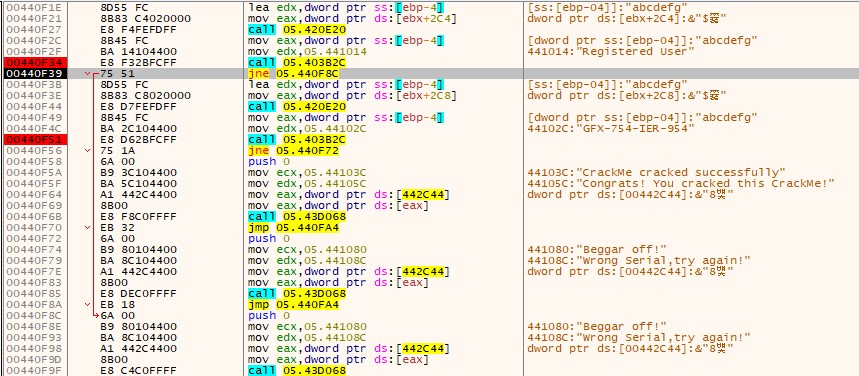 00440F1E 8D55 FC lea edx,dword ptr ss:[ebp-4] [ss:[ebp-04]]:"abcdefg"
00440F21 8B83 C4020000 mov eax,dword ptr ds:[ebx+2C4] dword ptr ds:[ebx+2C4]:&"$
00440F27 E8 F4FEFDFF call 05.420E20
00440F2C 8B45 FC mov eax,dword ptr ss:[ebp-4] [dword ptr ss:[ebp-04]]:"abcdefg"
00440F2F BA 14104400 mov edx,05.441014 441014:"Registered User"
00440F34 E8 F32BFCFF call 05.403B2C
00440F39 75 51 jne 05.440F8C
00440F3B 8D55 FC lea edx,dword ptr ss:[ebp-4] [ss:[ebp-04]]:"abcdefg"
00440F3E 8B83 C8020000 mov eax,dword ptr ds:[ebx+2C8] dword ptr ds:[ebx+2C8]:&"$
00440F44 E8 D7FEFDFF call 05.420E20
00440F49 8B45 FC mov eax,dword ptr ss:[ebp-4] [dword ptr ss:[ebp-04]]:"abcdefg"
00440F4C BA 2C104400 mov edx,05.44102C 44102C:"GFX-754-IER-954"
00440F51 E8 D62BFCFF call 05.403B2C
00440F56 75 1A jne 05.440F72
00440F58 6A 00 push 0
00440F5A B9 3C104400 mov ecx,05.44103C 44103C:"CrackMe cracked successfully"
00440F5F BA 5C104400 mov edx,05.44105C 44105C:"Congrats! You cracked this CrackMe!"
00440F64 A1 442C4400 mov eax,dword ptr ds:[442C44] dword ptr ds:[00442C44]:&"8
00440F69 8B00 mov eax,dword ptr ds:[eax]
00440F6B E8 F8C0FFFF call 05.43D068
00440F70 EB 32 jmp 05.440FA4
00440F72 6A 00 push 0
00440F74 B9 80104400 mov ecx,05.441080 441080:"Beggar off!"
00440F79 BA 8C104400 mov edx,05.44108C 44108C:"Wrong Serial,try again!"
00440F7E A1 442C4400 mov eax,dword ptr ds:[442C44] dword ptr ds:[00442C44]:&"8
00440F83 8B00 mov eax,dword ptr ds:[eax]
00440F85 E8 DEC0FFFF call 05.43D068
00440F8A EB 18 jmp 05.440FA4
00440F8C 6A 00 push 0
00440F8E B9 80104400 mov ecx,05.441080 441080:"Beggar off!"
00440F93 BA 8C104400 mov edx,05.44108C 44108C:"Wrong Serial,try again!"
00440F98 A1 442C4400 mov eax,dword ptr ds:[442C44] dword ptr ds:[00442C44]:&"8
00440F9D 8B00 mov eax,dword ptr ds:[eax]
00440F9F E8 C4C0FFFF call 05.43D068